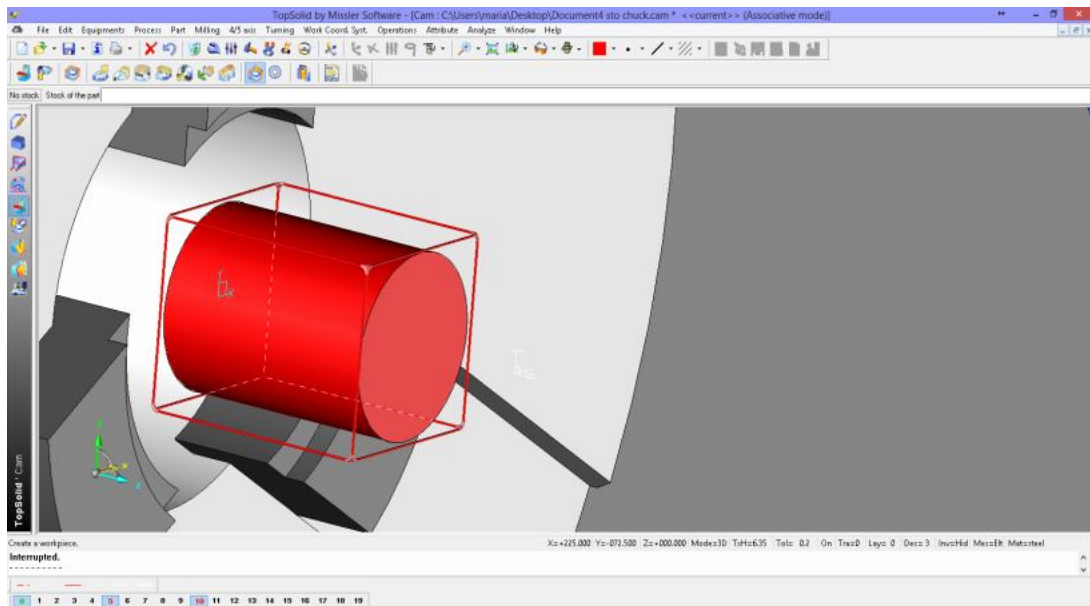 TopSolid by Missler Software - [Cam : C:\Users\maria\Desktop\Document4 sto chuck.cam * <<current>> (Associative mode)]
File Edit Equipments Process Part Milling 4/5 axis Turning Work Coord. Syst. Operations Attribute Analyze Window Help
No stock Stock of the part
TopSolid'Cam
Create a workpiece.
X=+225.000 Y=-072.500 Z=+000.000 Mode=3D TxH=6.35 Tol= 0.2 On Tra=0 Lay= 0 Dec= 3 Inv=Hid Mes=Elt Mat=steel
Interrupted.
----------
0 1 2 3 4 5 6 7 8 9 10 11 12 13 14 15 16 17 18 19